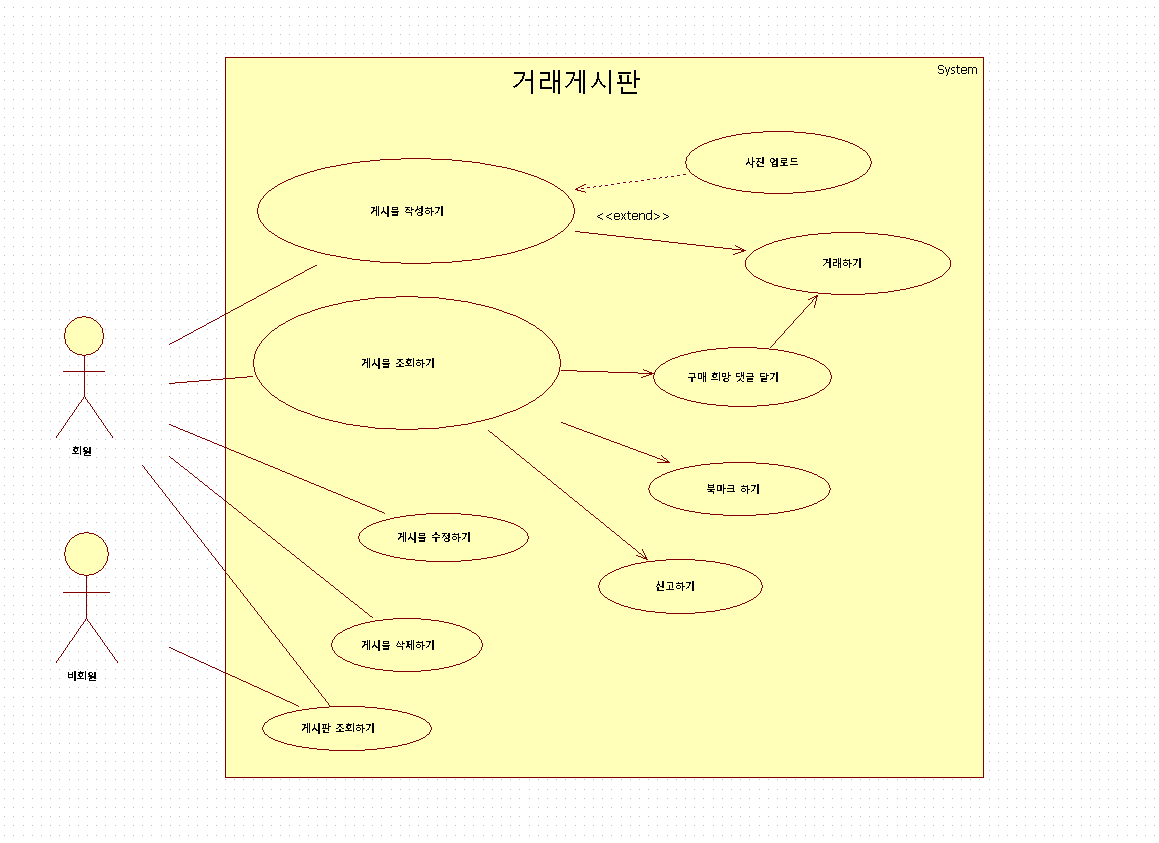 System
거래게시판
사진 업로드
게시물 작성하기
<<extend>>
거래하기
게시물 조회하기
구매 희망 댓글 달기
회원
북마크 하기
게시물 수정하기
신고하기
게시물 삭제하기
비회원
게시판 조회하기